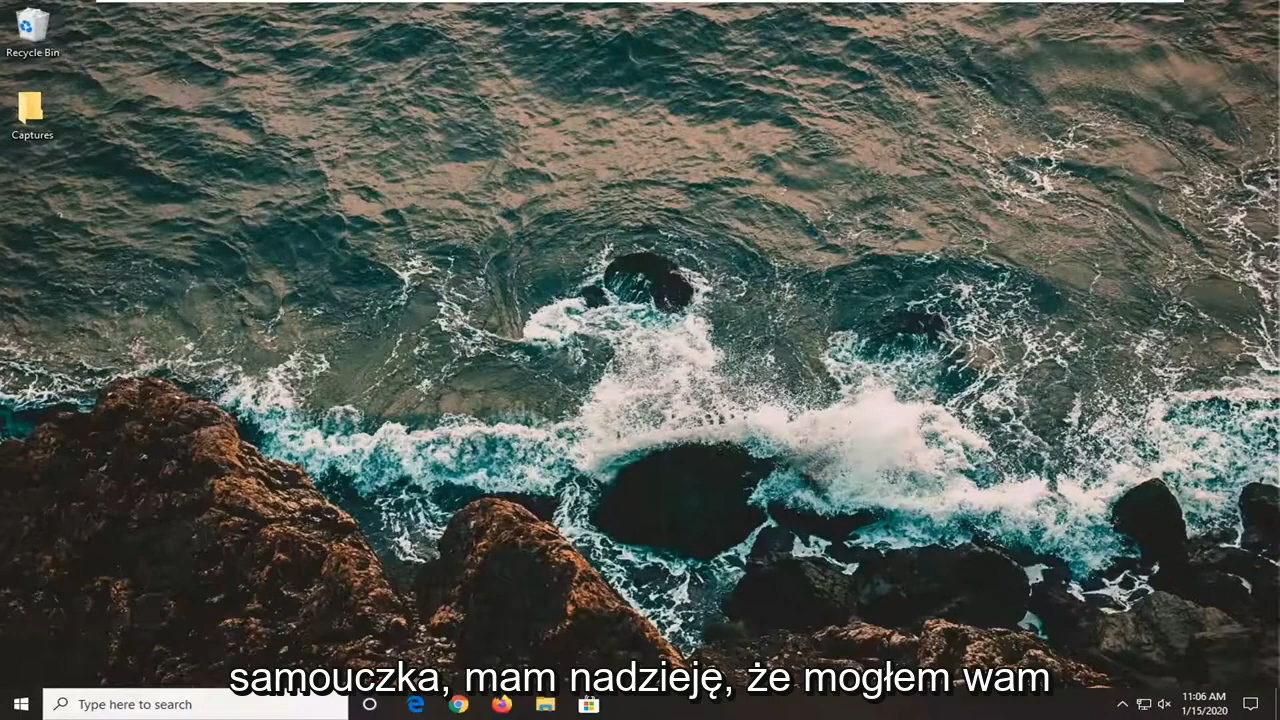 Recycle Bin
Captures
samouczka, mam nadzieję, że mogłem wam
Type here to search
11:06 AM
1/15/2020